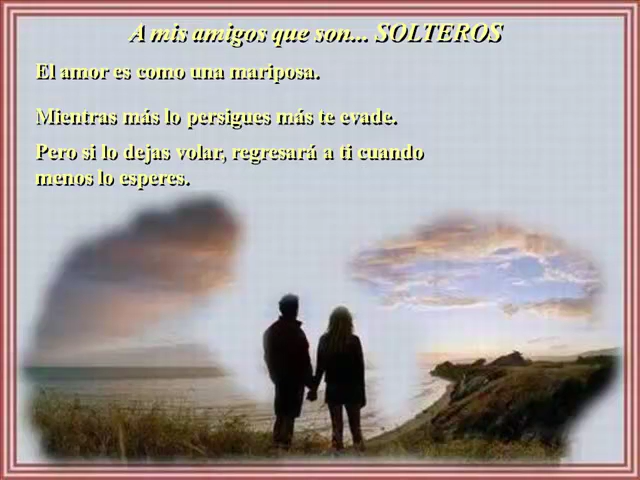 A mis amigos que son... SOLTEROS
El amor es como una mariposa.
Mientras más lo persigues más te evade.
Pero si lo dejas volar, regresará a ti cuando
menos lo esperes.